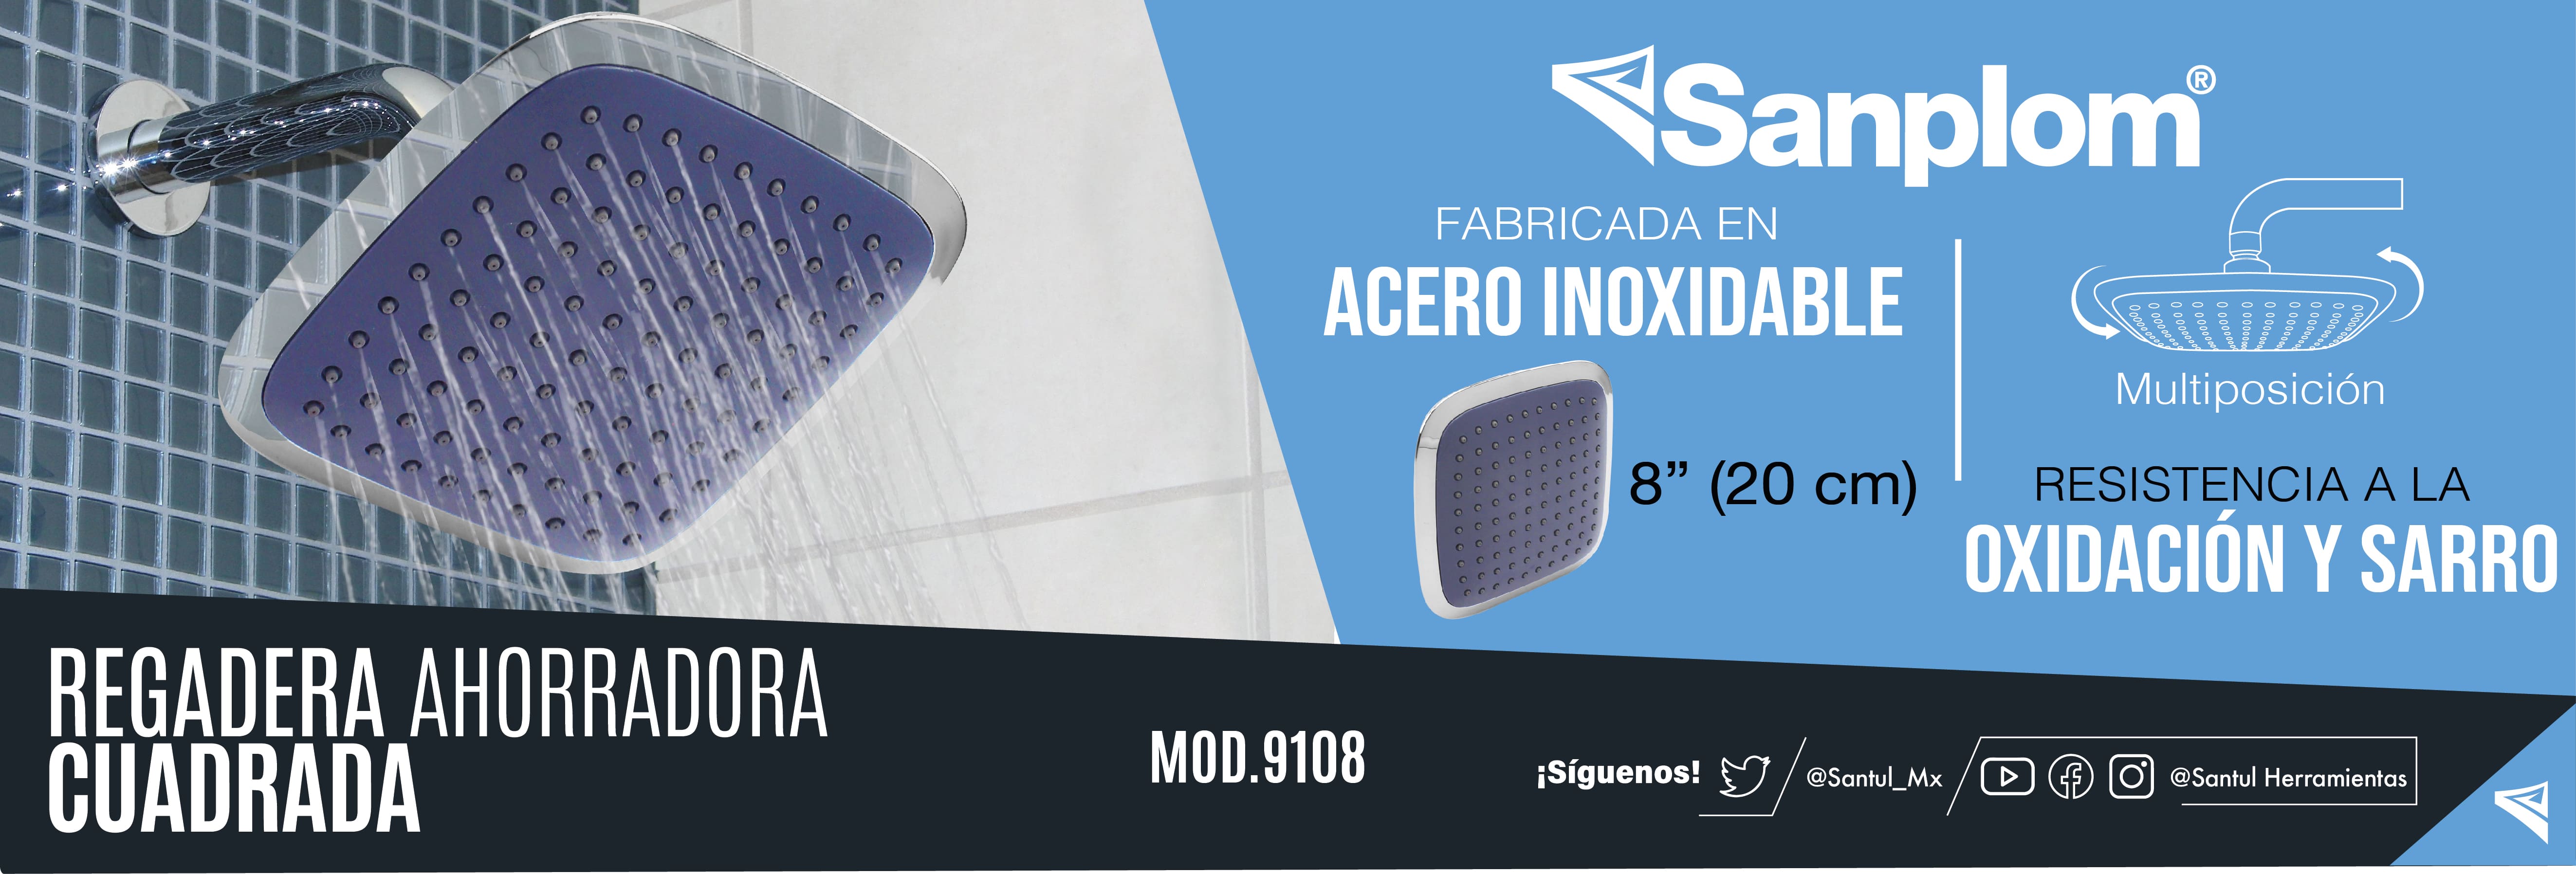 Sanplom®
FABRICADA EN
ACERO INOXIDABLE
8” (20 cm)
Multiposición
RESISTENCIA A LA
OXIDACIÓN Y SARRO
REGADERA AHORRADORA
CUADRADA
MOD.9108
¡Síguenos!
@Santul_Mx
@Santul Herramientas